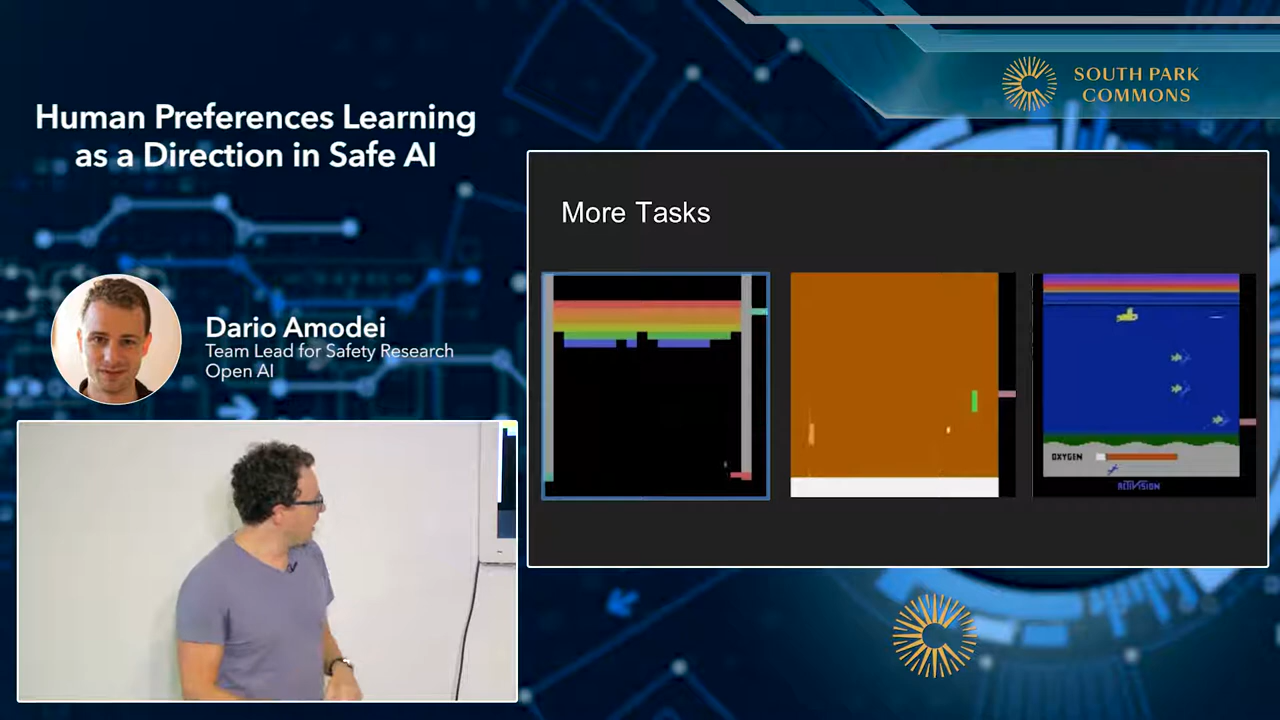 SOUTH PARK
COMMONS
Human Preferences Learning
as a Direction in Safe AI
Dario Amodei
Team Lead for Safety Research
Open AI
More Tasks
OXYGEN
ACTIVISION